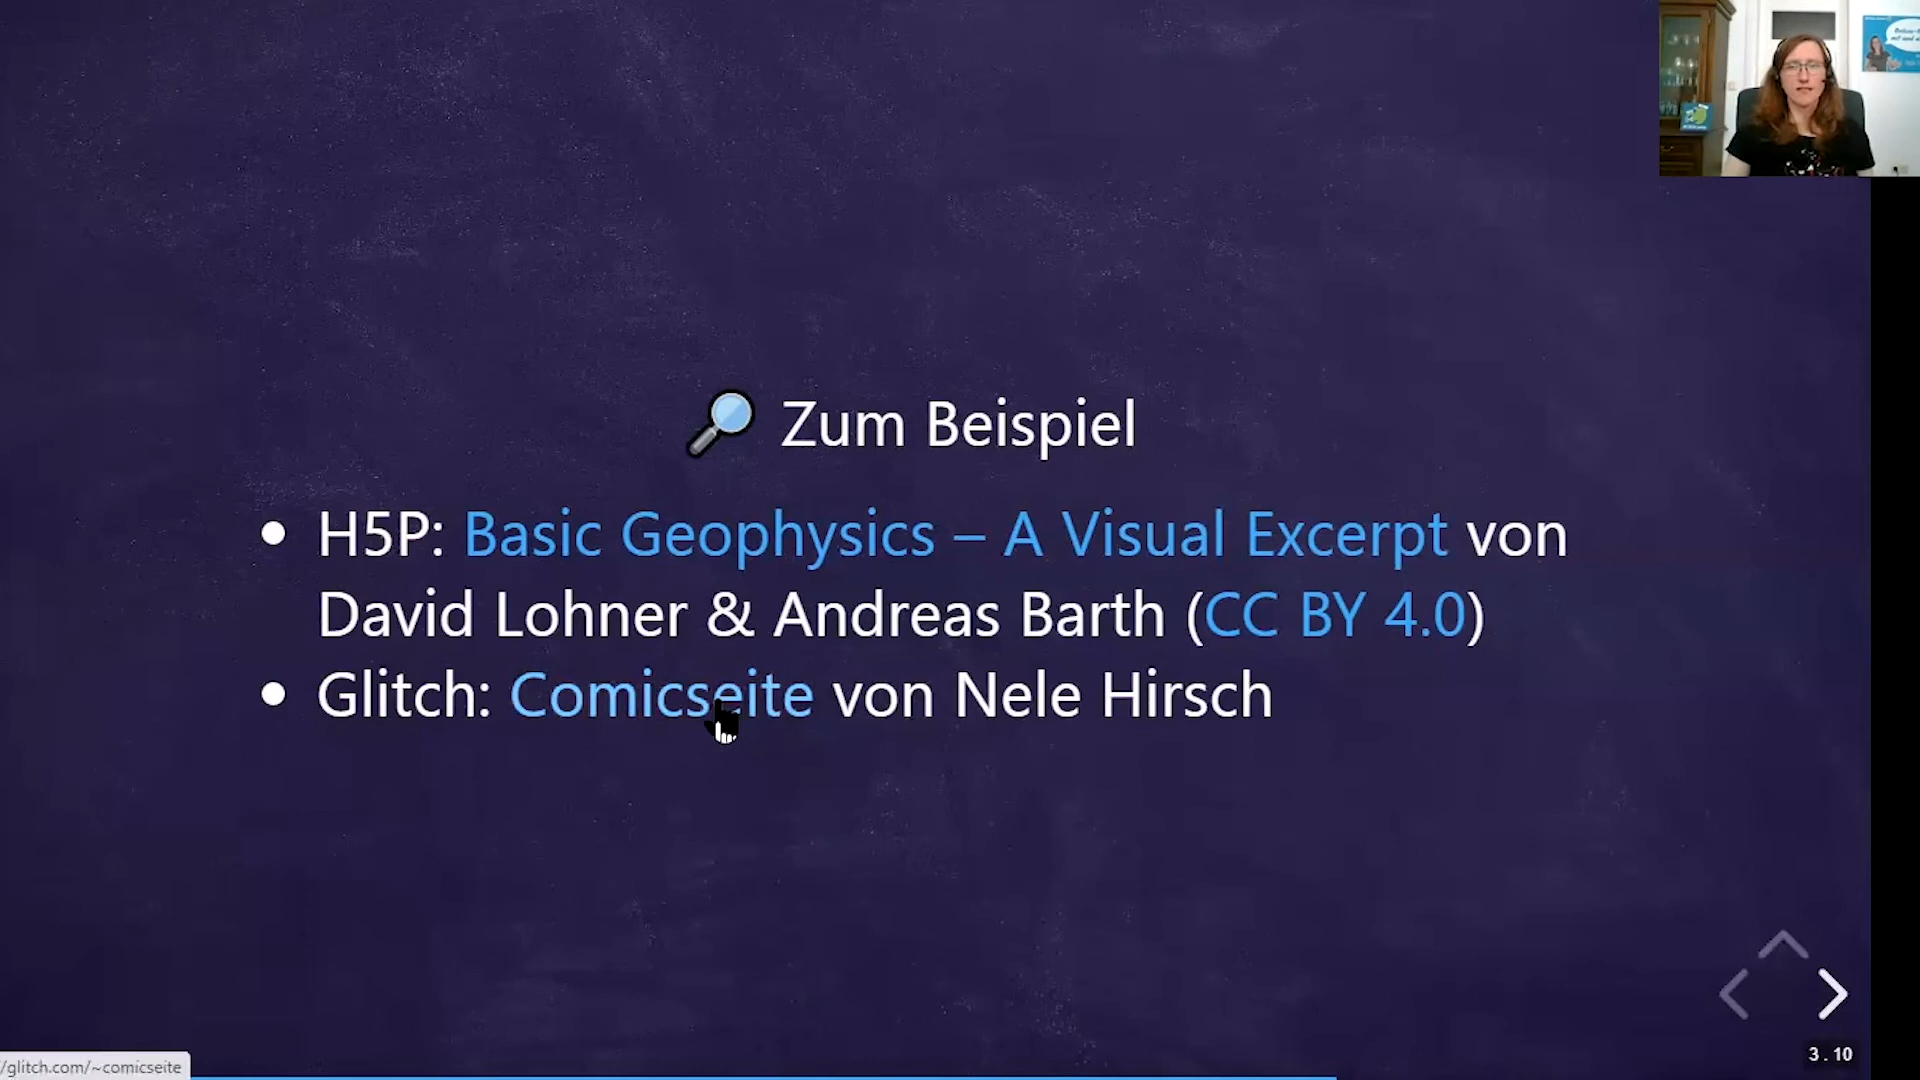 🔎 Zum Beispiel
• H5P: Basic Geophysics – A Visual Excerpt von
David Lohner & Andreas Barth (CC BY 4.0)
• Glitch: Comicseite von Nele Hirsch
3.10
/glitch.com/~comicseite